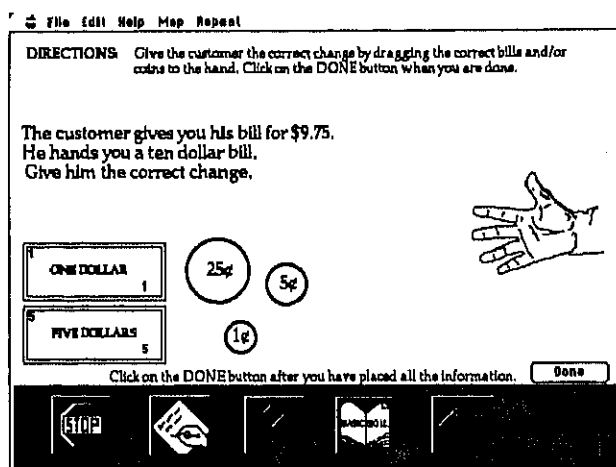 File Edit Help Map Repeat
DIRECTIONS: Give the customer the correct change by dragging the correct bills and/or
coins to the hand. Click on the DONE button when you are done.
The customer gives you his bill for $9.75.
He hands you a ten dollar bill.
Give him the correct change.
1
ONE DOLLAR
1
25¢
5¢
5
FIVE DOLLARS
5
1¢
Click on the DONE button after you have placed all the information.
Done
STOP